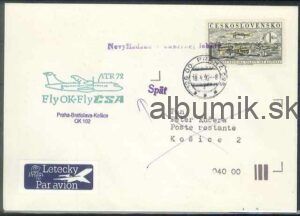 ČESKOSLOVENSKO
ATR 72
Fly OK-Fly ČSA
Praha-Bratislava-Košice
OK 102
Späť
albumik.sk
Poste restante
Košice 2
040 00
Letecky
Par avion